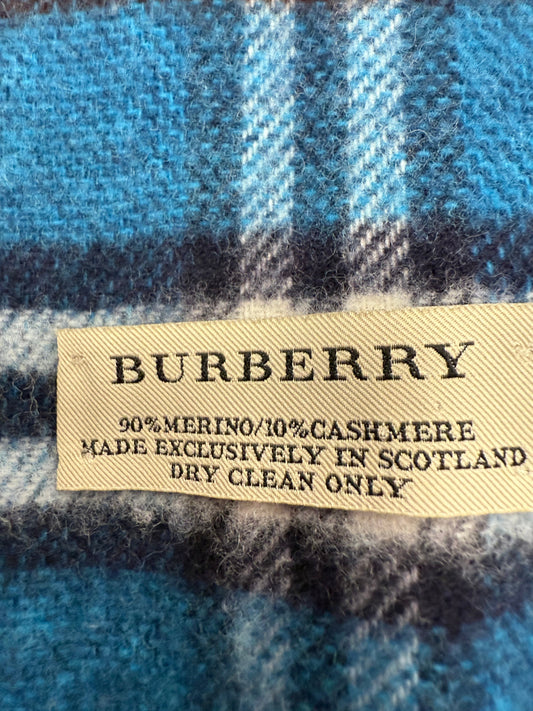 BURBERRY
90%MERINO/10%CASHMERE
MADE EXCLUSIVELY IN SCOTLAND
DRY CLEAN ONLY